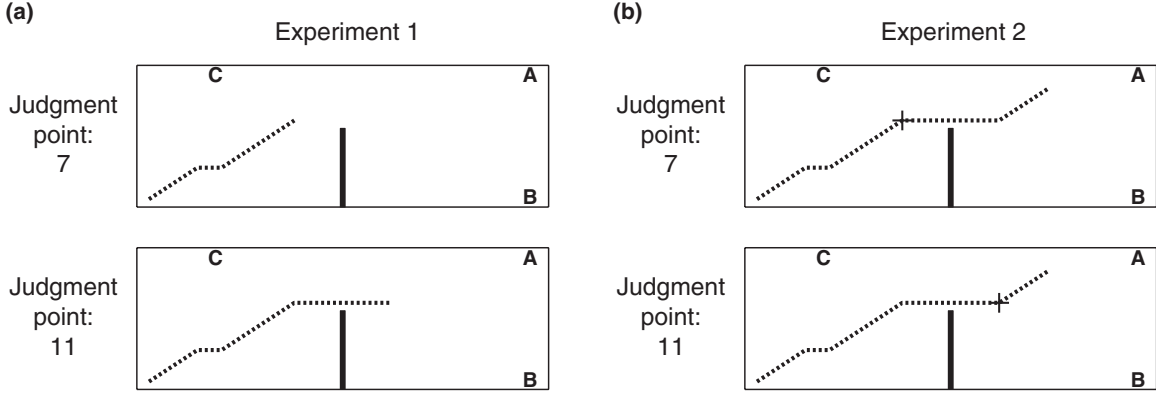 (a)
Experiment 1
Judgment
point:
7
C
A
B
Judgment
point:
11
C
A
B
(b)
Experiment 2
Judgment
point:
7
C
A
B
Judgment
point:
11
C
A
B